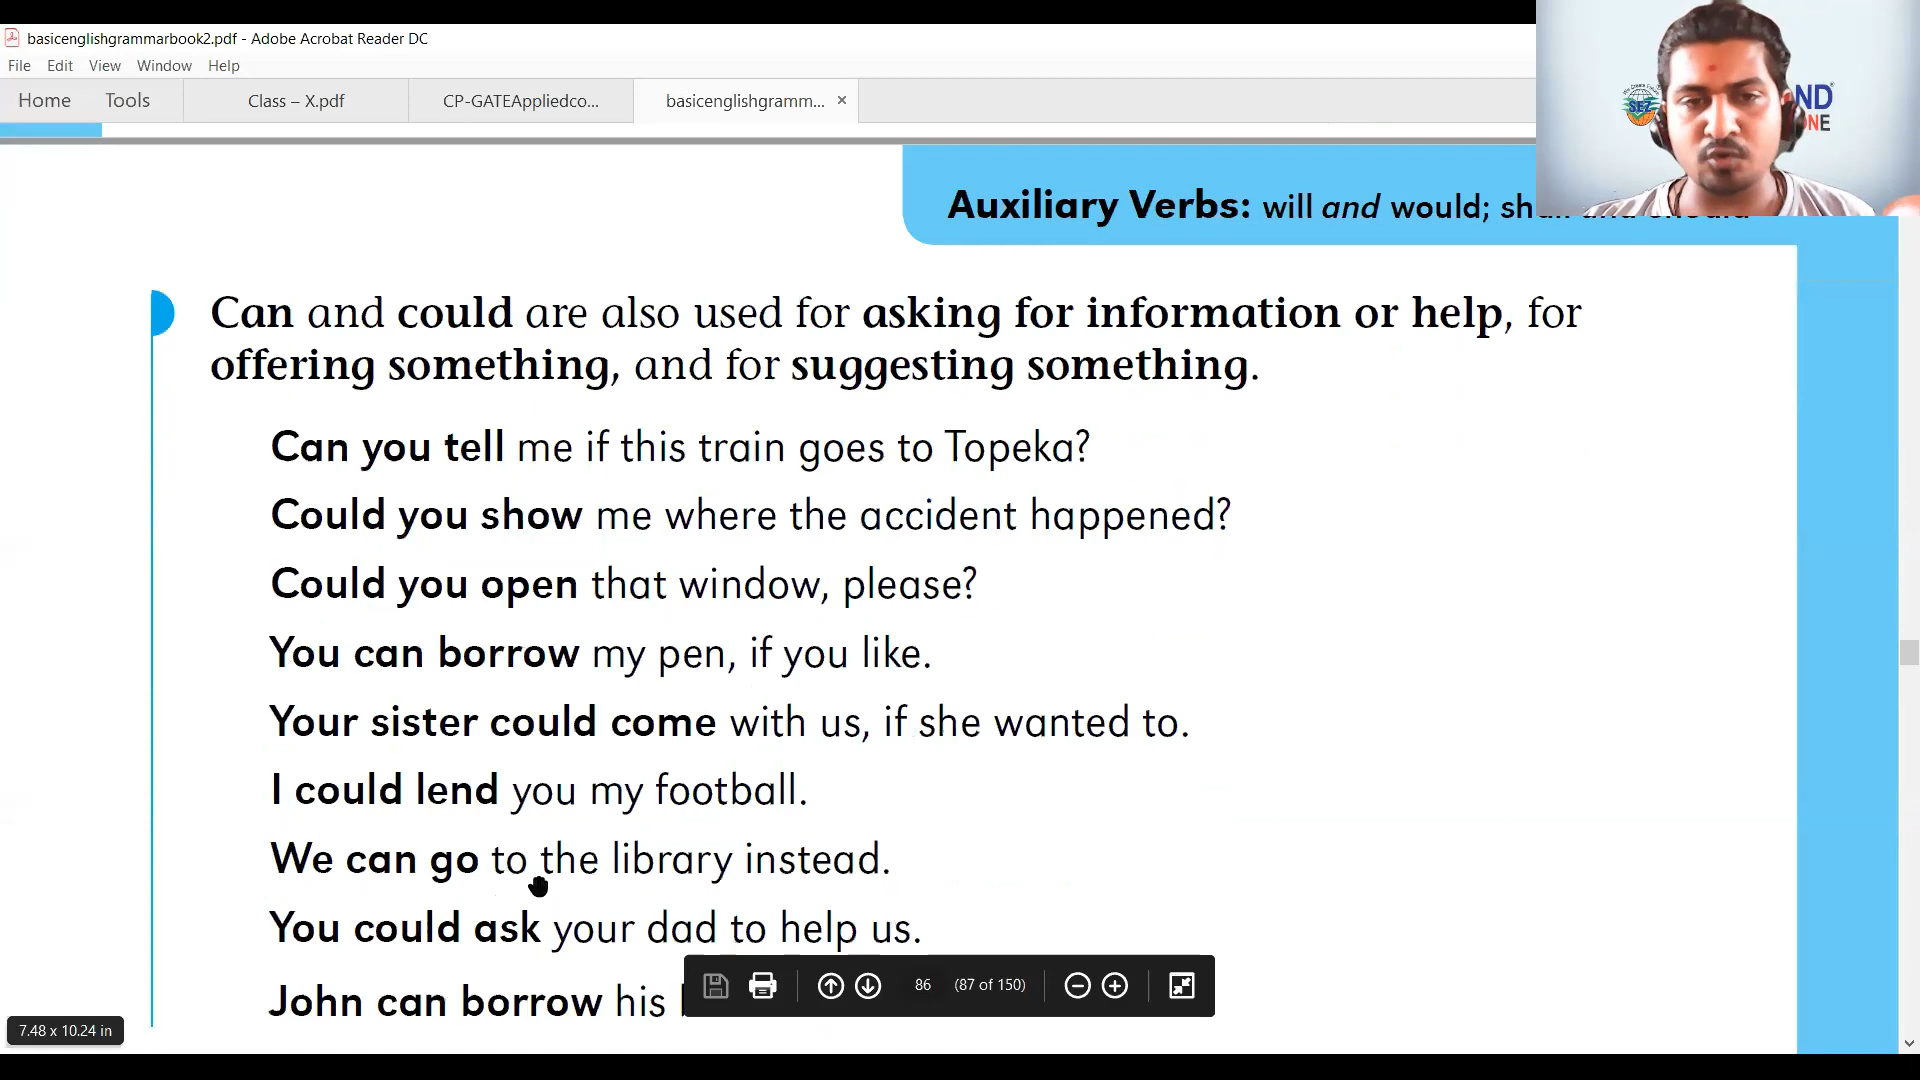 basicenglishgrammarbook2.pdf - Adobe Acrobat Reader DC
File Edit View Window Help
Home Tools Class – X.pdf CP-GATEAppliedco... basicenglishgramm... ×
SEZ
ND
ONE
Auxiliary Verbs: will and would; shall and should
Can and could are also used for asking for information or help, for
offering something, and for suggesting something.
Can you tell me if this train goes to Topeka?
Could you show me where the accident happened?
Could you open that window, please?
You can borrow my pen, if you like.
Your sister could come with us, if she wanted to.
I could lend you my football.
We can go to the library instead.
You could ask your dad to help us.
John can borrow his
86 (87 of 150)
7.48 x 10.24 in